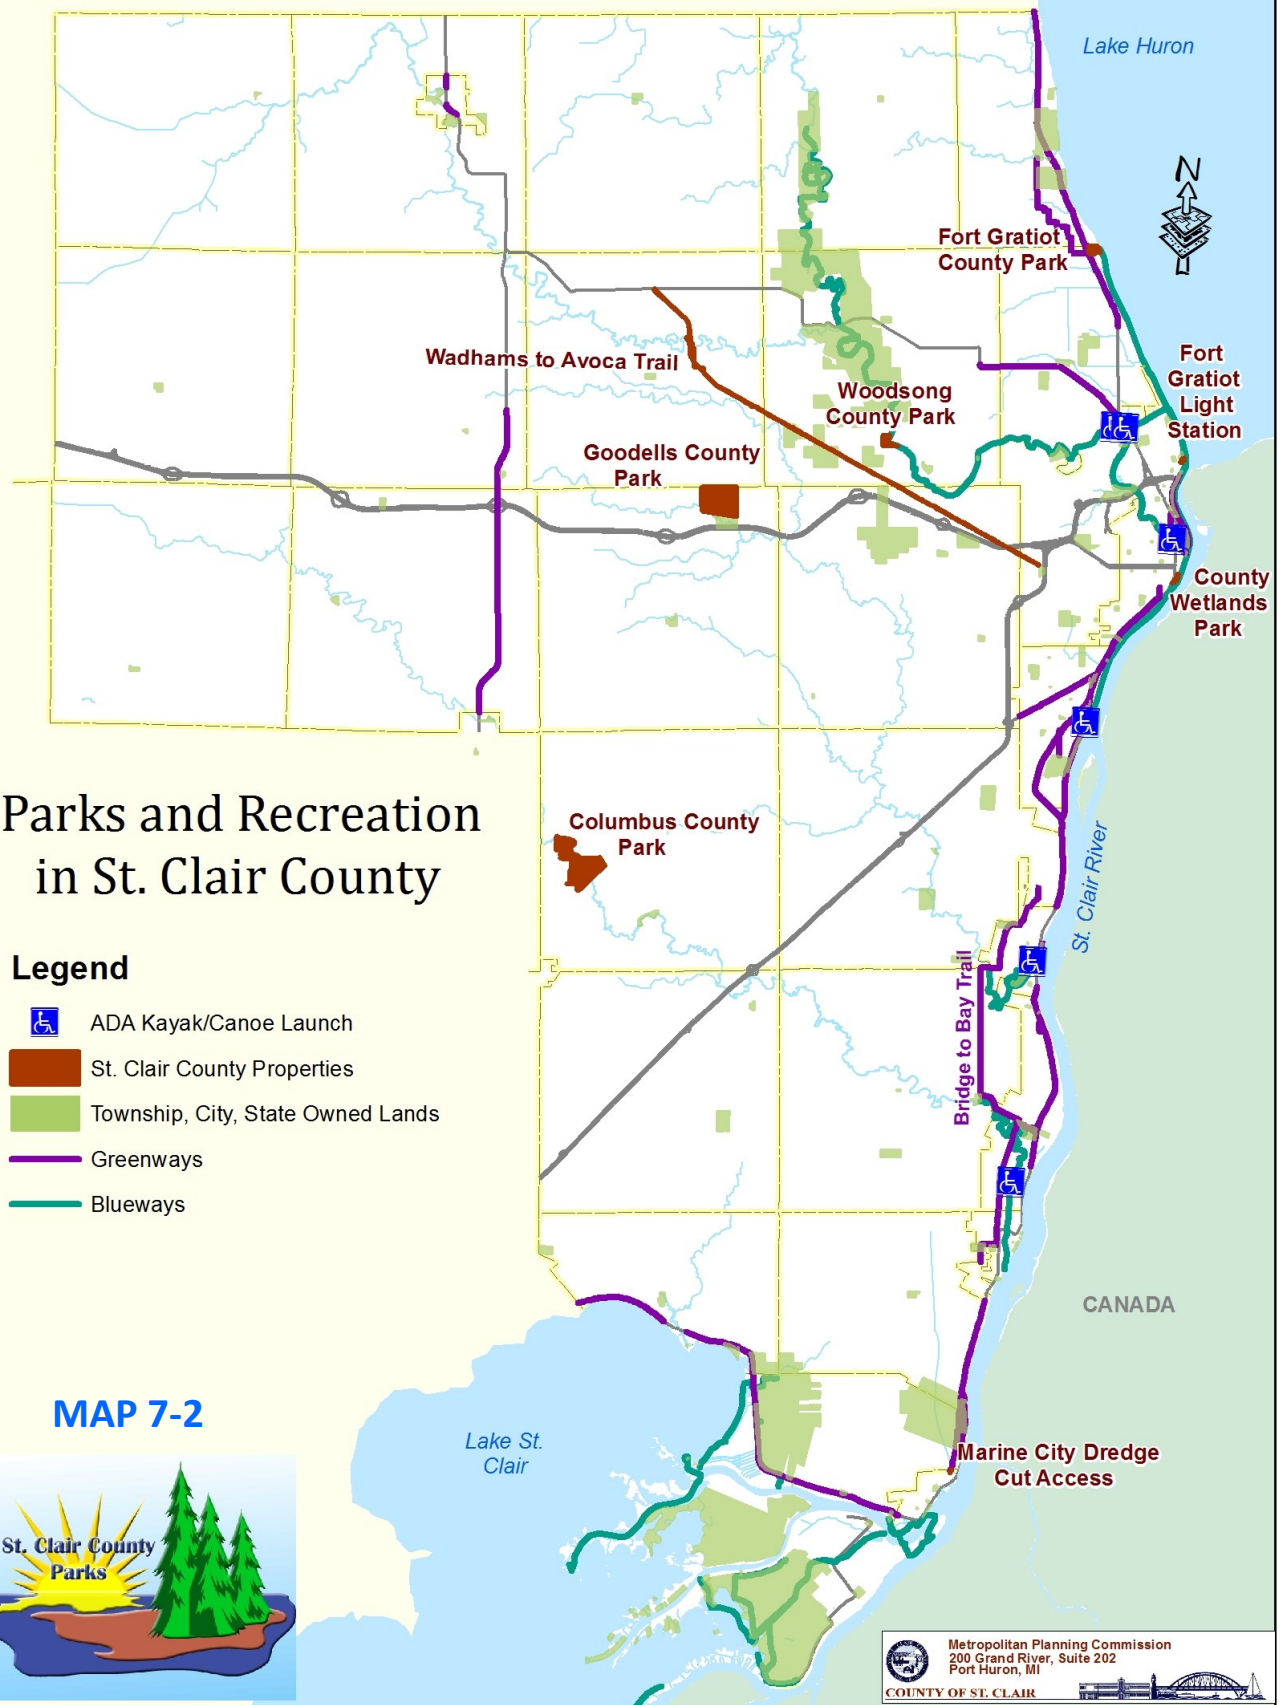 Lake Huron
N
Fort Gratiot
County Park
Wadhams to Avoca Trail
Fort
Gratiot
Light
Station
Woodsong
County Park
Goodells County
Park
County
Wetlands
Park
Parks and Recreation
in St. Clair County
Columbus County
Park
St. Clair River
Legend
ADA Kayak/Canoe Launch
St. Clair County Properties
Township, City, State Owned Lands
Greenways
Blueways
Bridge to Bay Trail
CANADA
MAP 7-2
Lake St.
Clair
Marine City Dredge
Cut Access
St. Clair County
Parks
Metropolitan Planning Commission
200 Grand River, Suite 202
Port Huron, MI
COUNTY OF ST. CLAIR